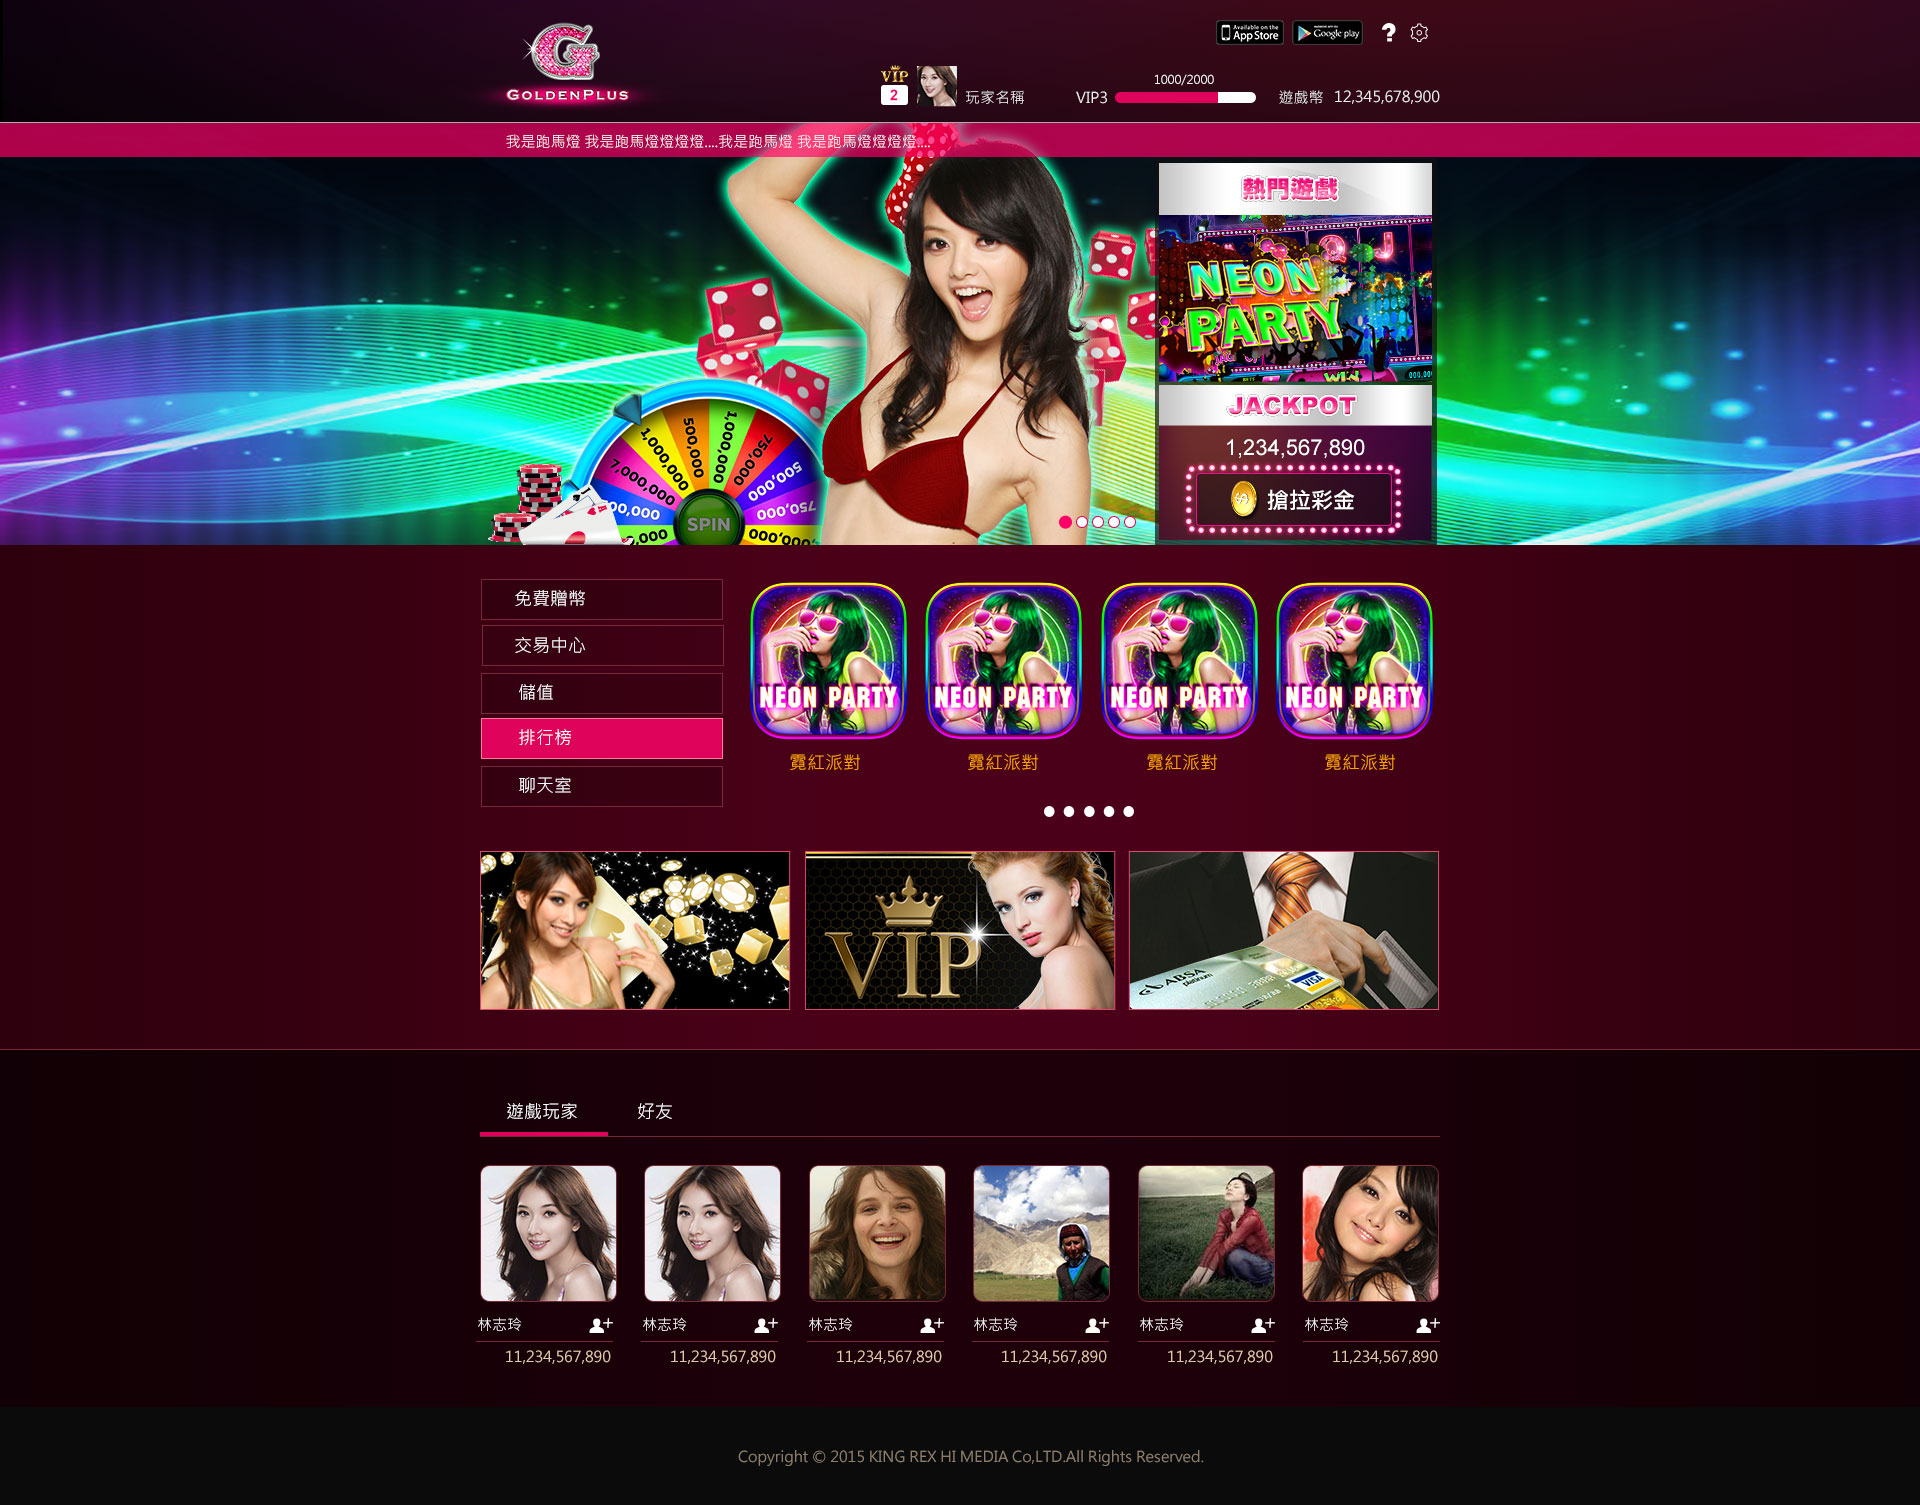 Available on the
App Store
Google play
?
G
GOLDENPLUS
VIP
2
玩家名稱
VIP3
1000/2000
遊戲幣 12,345,678,900
我是跑馬燈 我是跑馬燈燈燈燈....我是跑馬燈 我是跑馬燈燈燈燈....
熱門遊戲
Q J
NEON
PARTY
WIN
JACKPOT
1,234,567,890
搶拉彩金
7,000,000
1,000,000
500,000
1,000,000
750,000
500,000
750,000
SPIN
免費贈幣
交易中心
儲值
排行榜
聊天室
NEON PARTY
NEON PARTY
NEON PARTY
NEON PARTY
霓紅派對
霓紅派對
霓紅派對
霓紅派對
VIP
ABSA
platinum
VISA
遊戲玩家
好友
林志玲
林志玲
林志玲
林志玲
林志玲
林志玲
11,234,567,890
11,234,567,890
11,234,567,890
11,234,567,890
11,234,567,890
11,234,567,890
Copyright © 2015 KING REX HI MEDIA Co,LTD.All Rights Reserved.